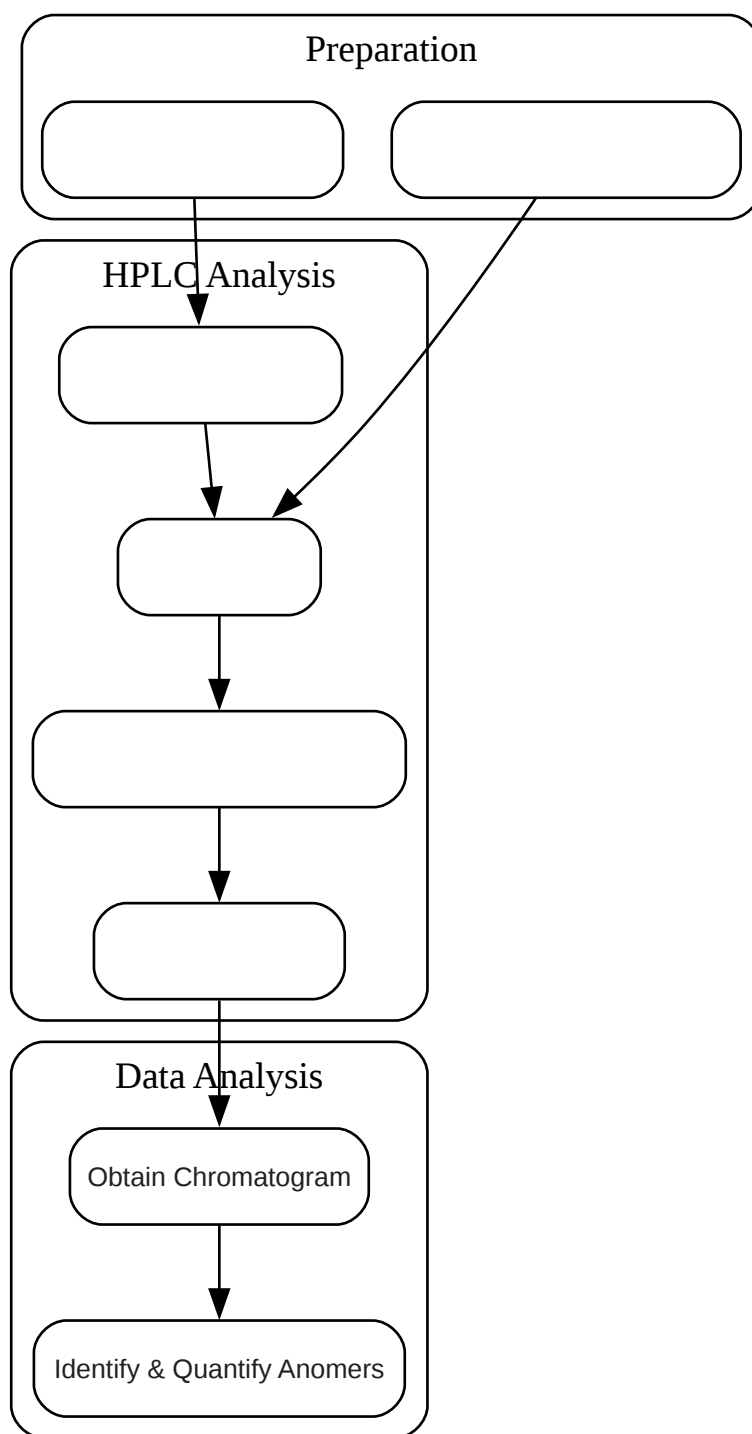 Preparation
HPLC Analysis
Data Analysis
Obtain Chromatogram
Identify & Quantify Anomers